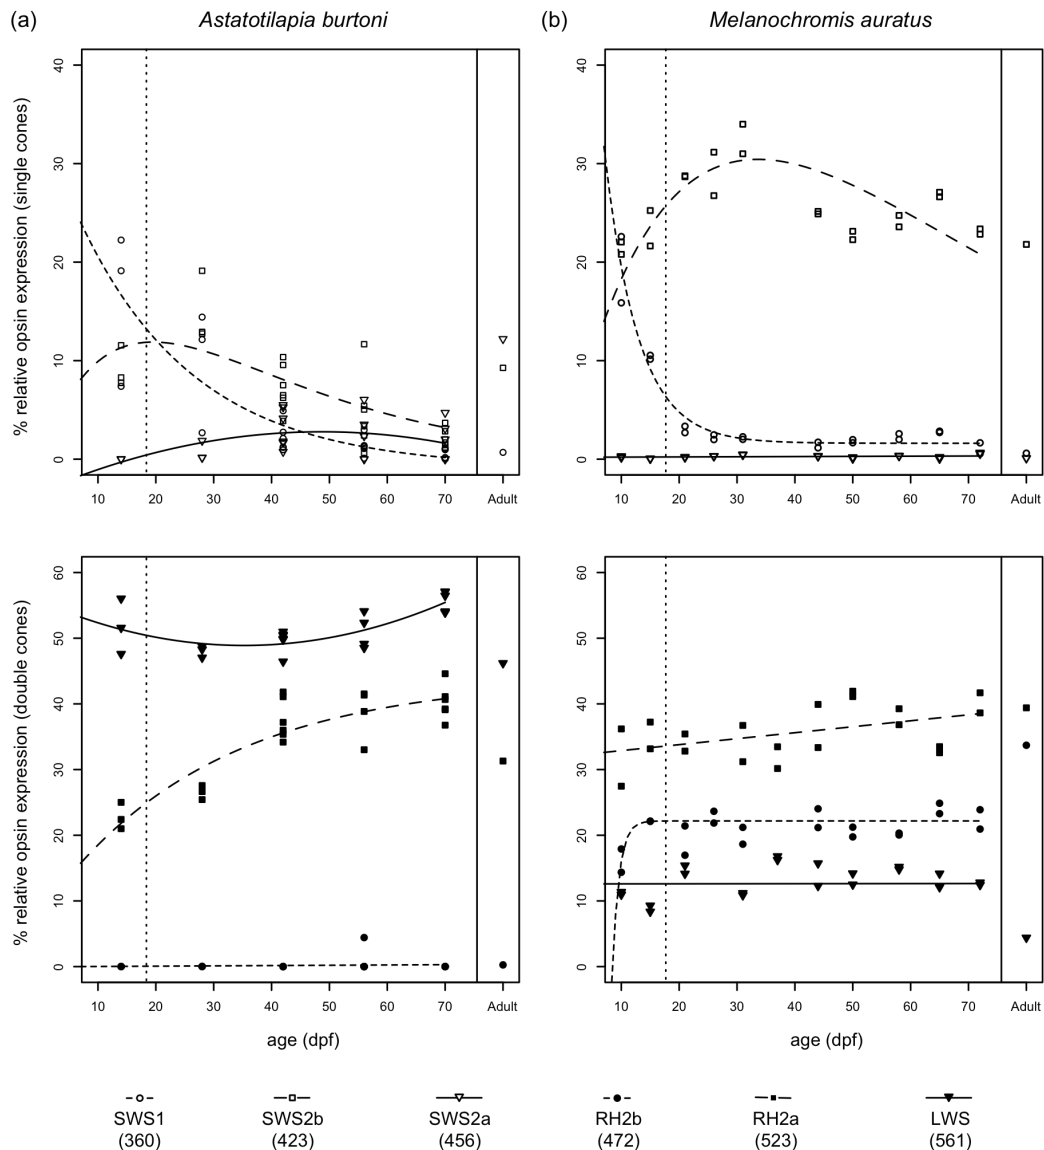 (a) Astatotilapia burtoni (b) Melanochromis auratus
% relative opsin expression (single cones)
40
30
20
10
0
10 20 30 40 50 60 70 Adult
40
30
20
10
0
10 20 30 40 50 60 70 Adult
% relative opsin expression (double cones)
60
50
40
30
20
10
0
10 20 30 40 50 60 70 Adult
age (dpf)
60
50
40
30
20
10
0
10 20 30 40 50 60 70 Adult
age (dpf)
SWS1 SWS2b SWS2a RH2b RH2a LWS
(360) (423) (456) (472) (523) (561)